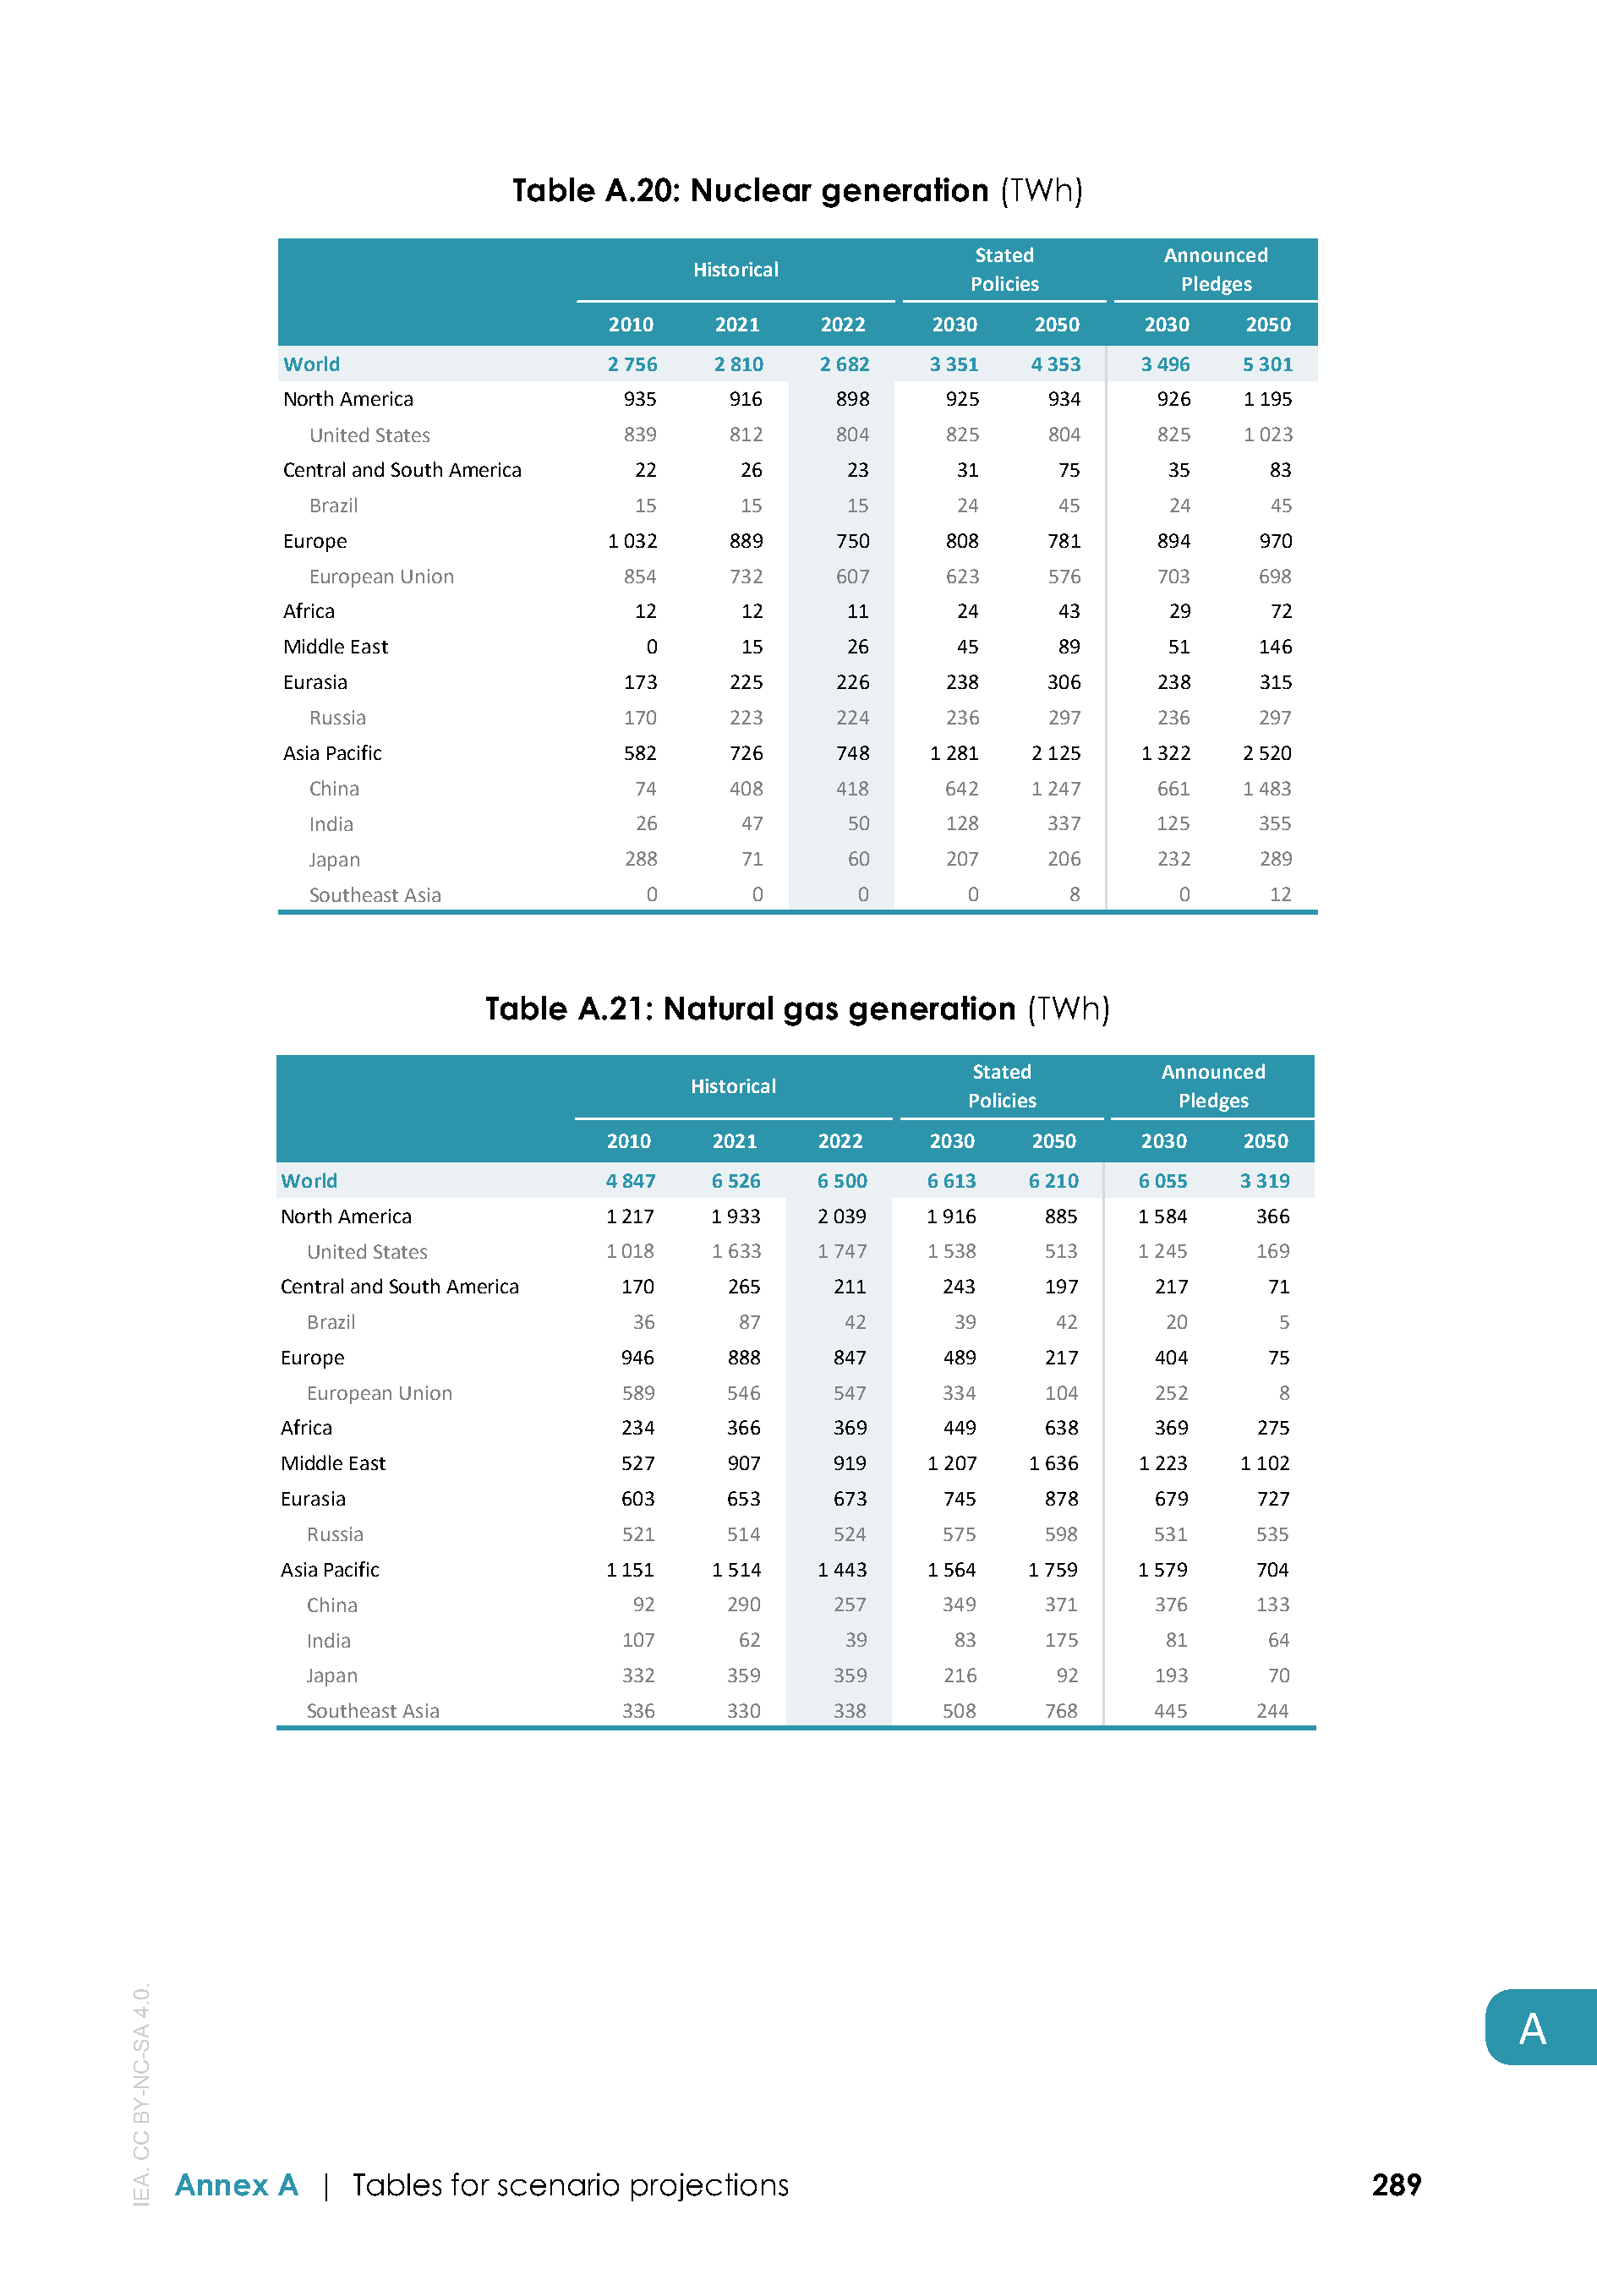 Table A.20: Nuclear generation (TWh)
Historical Stated Policies Announced Pledges
2010 2021 2022 2030 2050 2030 2050
World 2 756 2 810 2 682 3 351 4 353 3 496 5 301
North America 935 916 898 925 934 926 1 195
United States 839 812 804 825 804 825 1 023
Central and South America 22 26 23 31 75 35 83
Brazil 15 15 15 24 45 24 45
Europe 1 032 889 750 808 781 894 970
European Union 854 732 607 623 576 703 698
Africa 12 12 11 24 43 29 72
Middle East 0 15 26 45 89 51 146
Eurasia 173 225 226 238 306 238 315
Russia 170 223 224 236 297 236 297
Asia Pacific 582 726 748 1 281 2 125 1 322 2 520
China 74 408 418 642 1 247 661 1 483
India 26 47 50 128 337 125 355
Japan 288 71 60 207 206 232 289
Southeast Asia 0 0 0 0 8 0 12
Table A.21: Natural gas generation (TWh)
Historical Stated Policies Announced Pledges
2010 2021 2022 2030 2050 2030 2050
World 4 847 6 526 6 500 6 613 6 210 6 055 3 319
North America 1 217 1 933 2 039 1 916 885 1 584 366
United States 1 018 1 633 1 747 1 538 513 1 245 169
Central and South America 170 265 211 243 197 217 71
Brazil 36 87 42 39 42 20 5
Europe 946 888 847 489 217 404 75
European Union 589 546 547 334 104 252 8
Africa 234 366 369 449 638 369 275
Middle East 527 907 919 1 207 1 636 1 223 1 102
Eurasia 603 653 673 745 878 679 727
Russia 521 514 524 575 598 531 535
Asia Pacific 1 151 1 514 1 443 1 564 1 759 1 579 704
China 92 290 257 349 371 376 133
India 107 62 39 83 175 81 64
Japan 332 359 359 216 92 193 70
Southeast Asia 336 330 338 508 768 445 244
A
IEA. CC BY-NC-SA 4.0.
Annex A | Tables for scenario projections 289